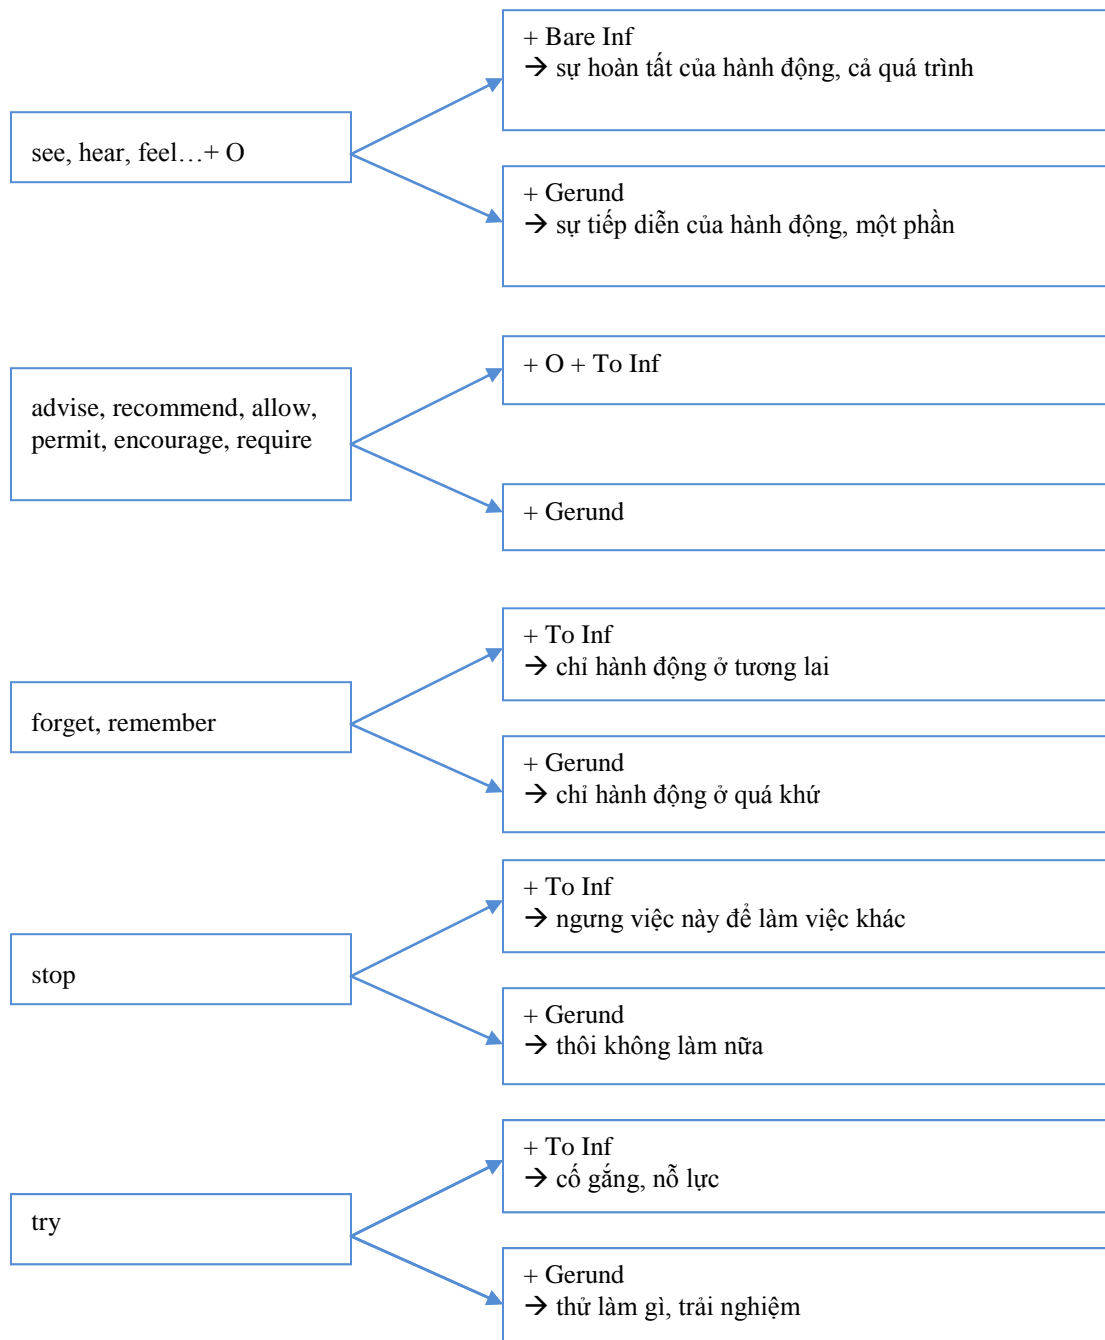 see, hear, feel…+ O
+ Bare Inf
→ sự hoàn tất của hành động, cả quá trình
+ Gerund
→ sự tiếp diễn của hành động, một phần
advise, recommend, allow,
permit, encourage, require
+ O + To Inf
+ Gerund
forget, remember
+ To Inf
→ chỉ hành động ở tương lai
+ Gerund
→ chỉ hành động ở quá khứ
stop
+ To Inf
→ ngưng việc này để làm việc khác
+ Gerund
→ thôi không làm nữa
try
+ To Inf
→ cố gắng, nỗ lực
+ Gerund
→ thử làm gì, trải nghiệm